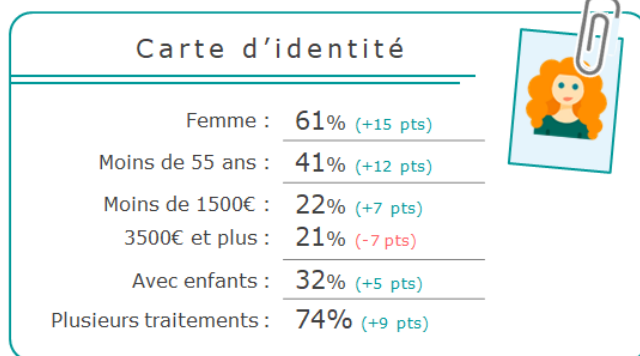 Carte d'identité
Femme : 61% (+15 pts)
Moins de 55 ans : 41% (+12 pts)
Moins de 1500€ : 22% (+7 pts)
3500€ et plus : 21% (-7 pts)
Avec enfants : 32% (+5 pts)
Plusieurs traitements : 74% (+9 pts)